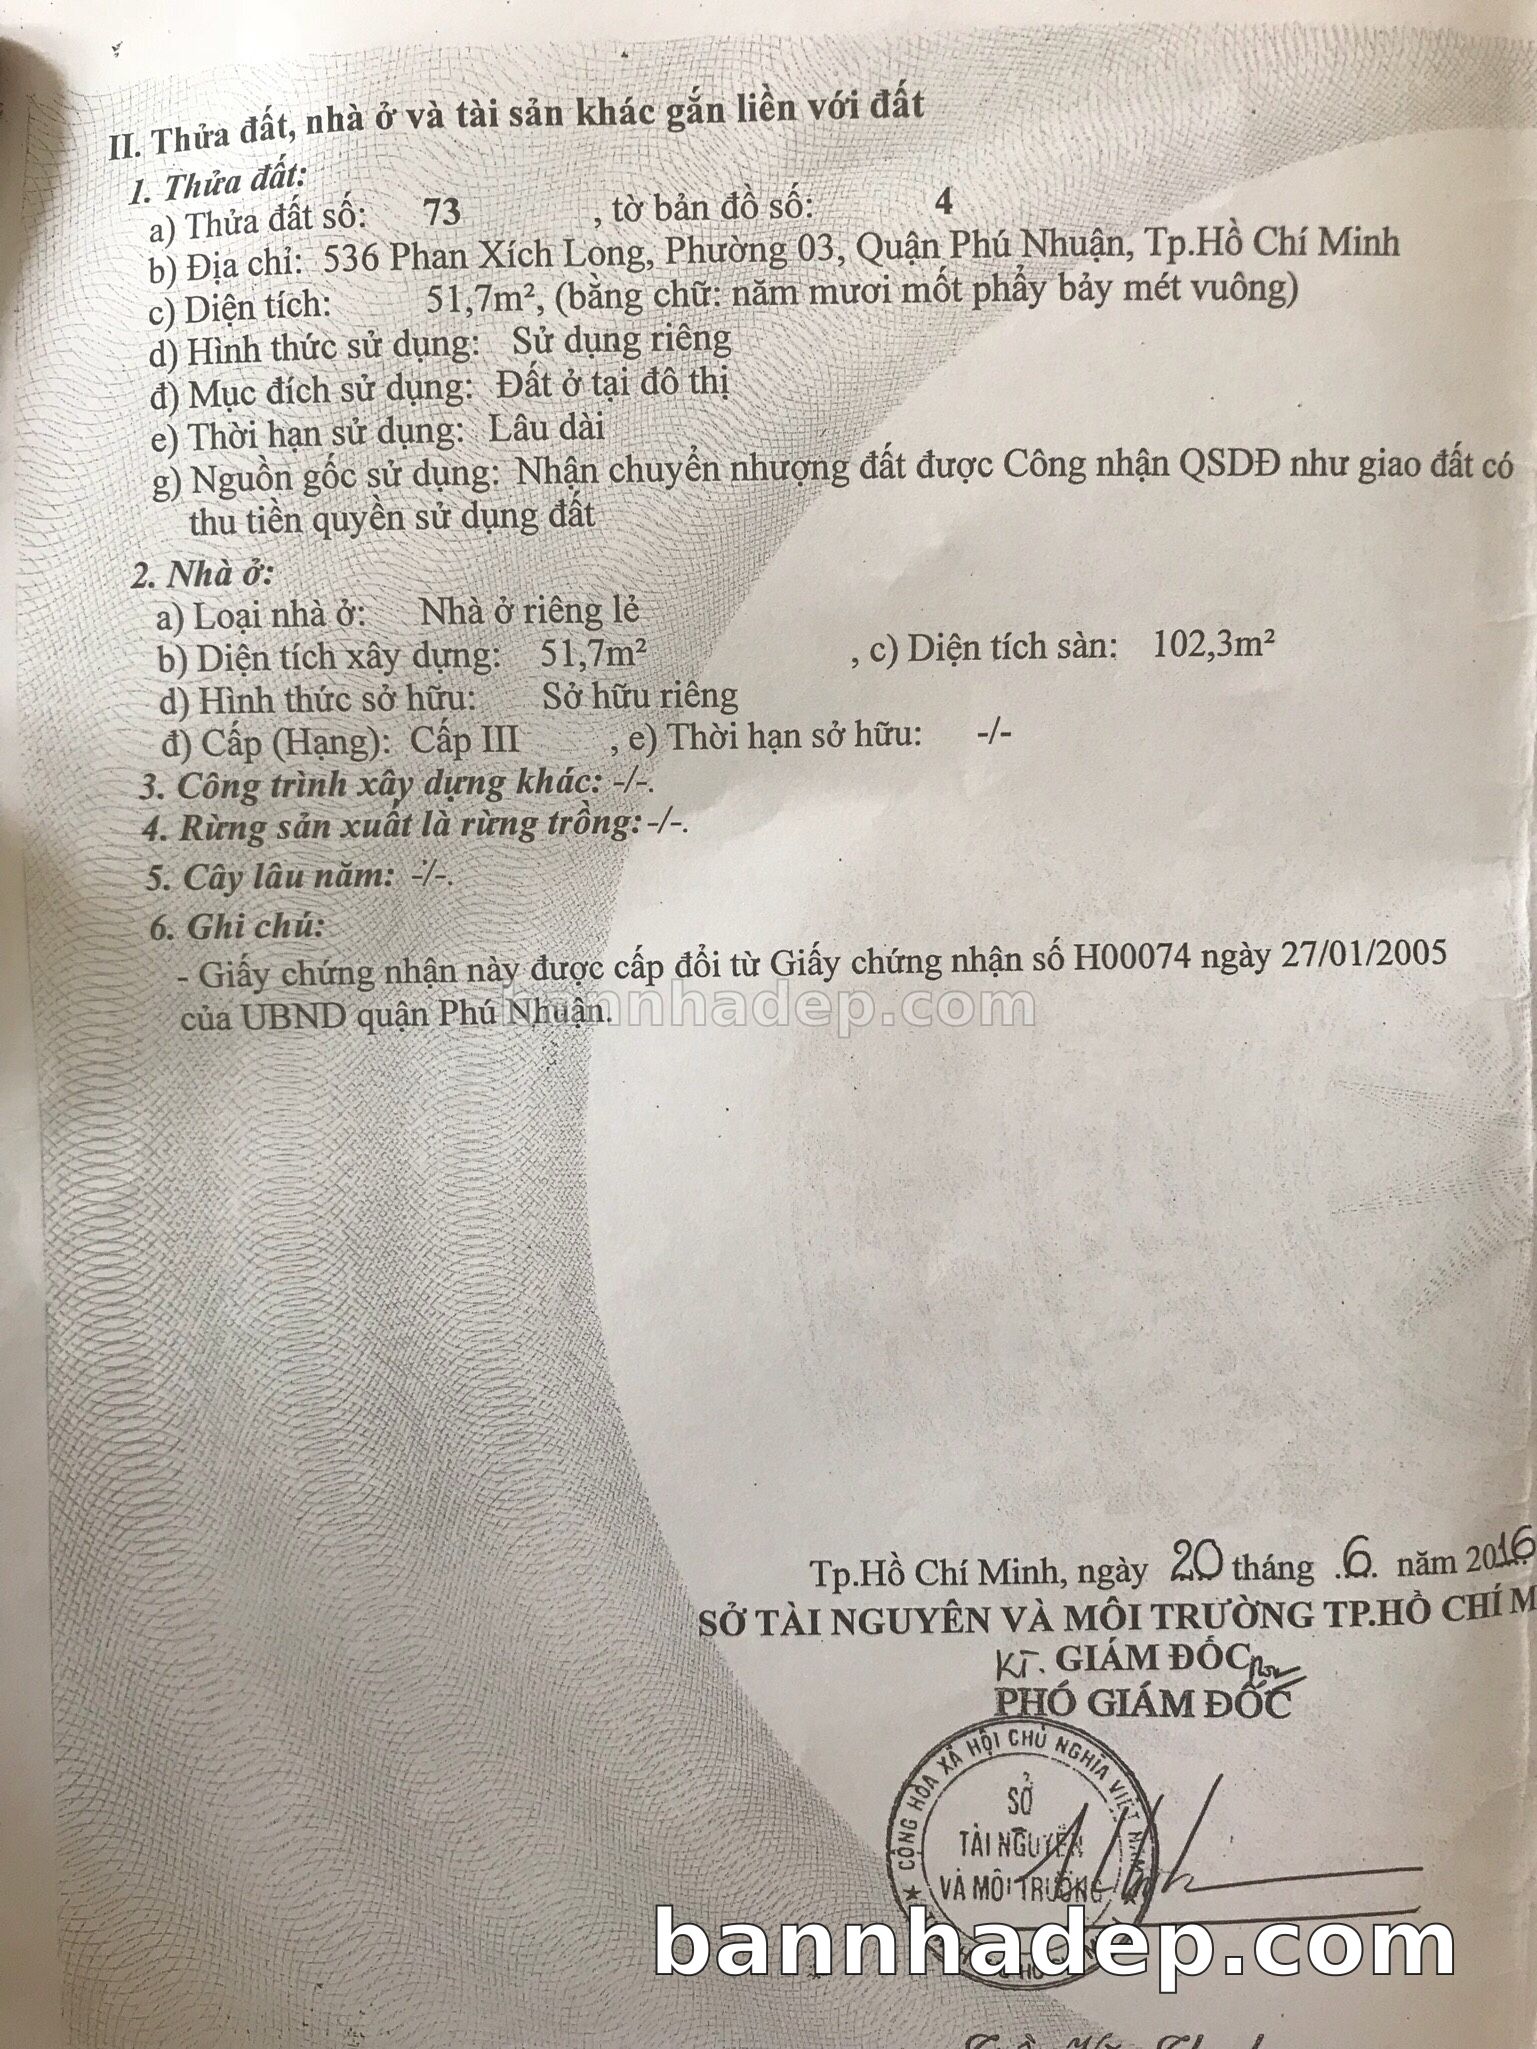 II. Thửa đất, nhà ở và tài sản khác gắn liền với đất
1. Thửa đất:
a) Thửa đất số: 73 , tờ bản đồ số: 4
b) Địa chỉ: 536 Phan Xích Long, Phường 03, Quận Phú Nhuận, Tp.Hồ Chí Minh
c) Diện tích: 51,7m², (bằng chữ: năm mươi mốt phẩy bảy mét vuông)
d) Hình thức sử dụng: Sử dụng riêng
đ) Mục đích sử dụng: Đất ở tại đô thị
e) Thời hạn sử dụng: Lâu dài
g) Nguồn gốc sử dụng: Nhận chuyển nhượng đất được Công nhận QSDĐ như giao đất có
thu tiền quyền sử dụng đất
2. Nhà ở:
a) Loại nhà ở: Nhà ở riêng lẻ
b) Diện tích xây dựng: 51,7m² , c) Diện tích sàn: 102,3m²
d) Hình thức sở hữu: Sở hữu riêng
đ) Cấp (Hạng): Cấp III , e) Thời hạn sở hữu: -/-
3. Công trình xây dựng khác: -/-.
4. Rừng sản xuất là rừng trồng: -/-.
5. Cây lâu năm: -/-.
6. Ghi chú:
- Giấy chứng nhận này được cấp đổi từ Giấy chứng nhận số H00074 ngày 27/01/2005
của UBND quận Phú Nhuận.
bannhadep.com
Tp.Hồ Chí Minh, ngày 20 tháng .6. năm 2016
SỞ TÀI NGUYÊN VÀ MÔI TRƯỜNG TP.HỒ CHÍ M
KT. GIÁM ĐỐC
PHÓ GIÁM ĐỐC
CỘNG HÒA XÃ HỘI CHỦ NGHĨA VIỆT NAM
SỞ
TÀI NGUYÊN
VÀ MÔI TRƯỜNG
bannhadep.com